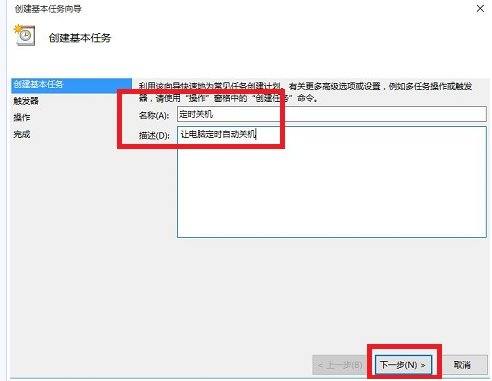 创建基本任务向导
创建基本任务
创建基本任务
触发器
操作
完成
利用该向导快速地为常见任务创建计划。有关更多高级选项或设置，例如多任务操作或触发
器，请使用“操作”窗格中的“创建任务”命令。
名称(A): 定时关机
描述(D): 让电脑定时自动关机
< 上一步(B) 下一步(N) > 取消